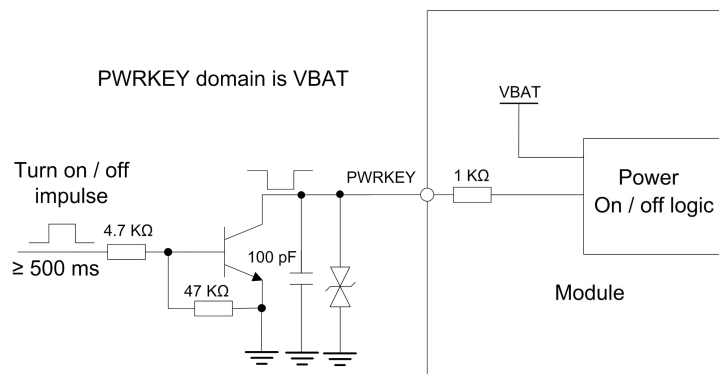 PWRKEY domain is VBAT
VBAT
Turn on / off
impulse
PWRKEY
1 KΩ
Power
On / off logic
4.7 KΩ
≥ 500 ms
100 pF
47 KΩ
Module